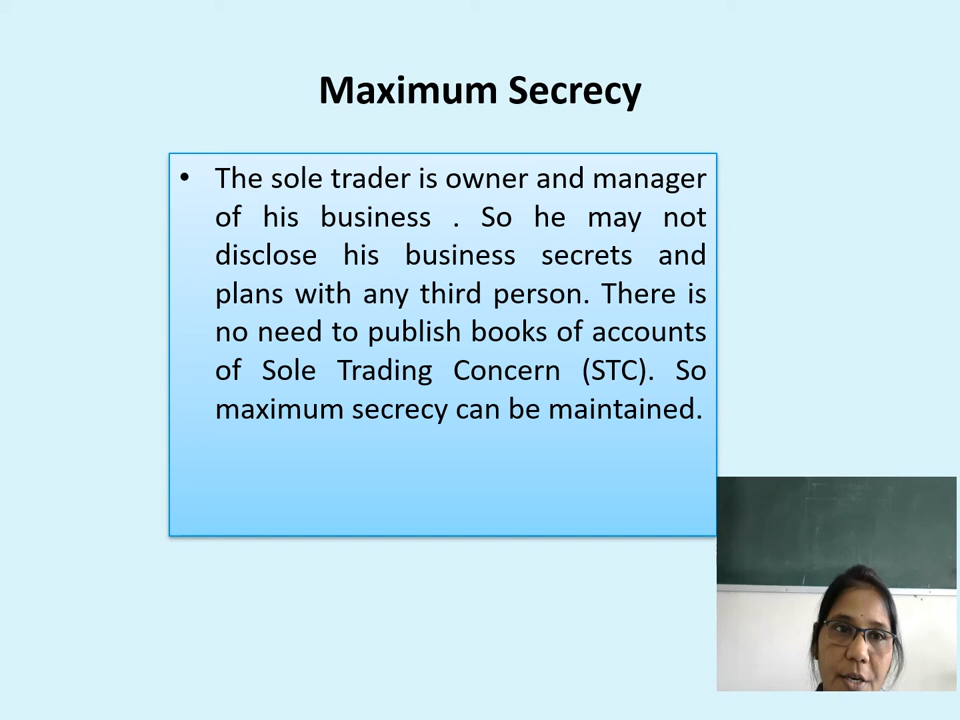 Maximum Secrecy
• The sole trader is owner and manager
of his business . So he may not
disclose his business secrets and
plans with any third person. There is
no need to publish books of accounts
of Sole Trading Concern (STC). So
maximum secrecy can be maintained.